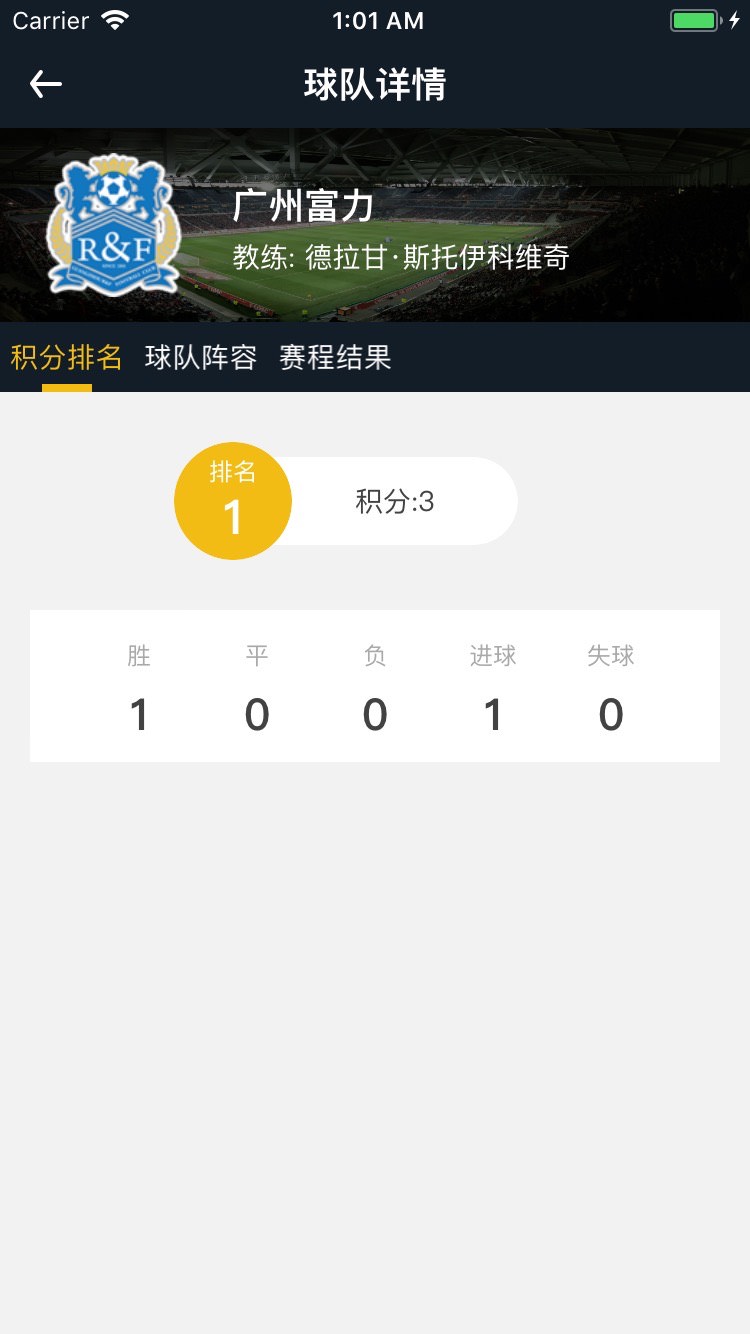 Carrier 1:01 AM
球队详情
广州富力
R&F
教练: 德拉甘·斯托伊科维奇
积分排名 球队阵容 赛程结果
排名
1
积分:3
胜 平 负 进球 失球
1 0 0 1 0